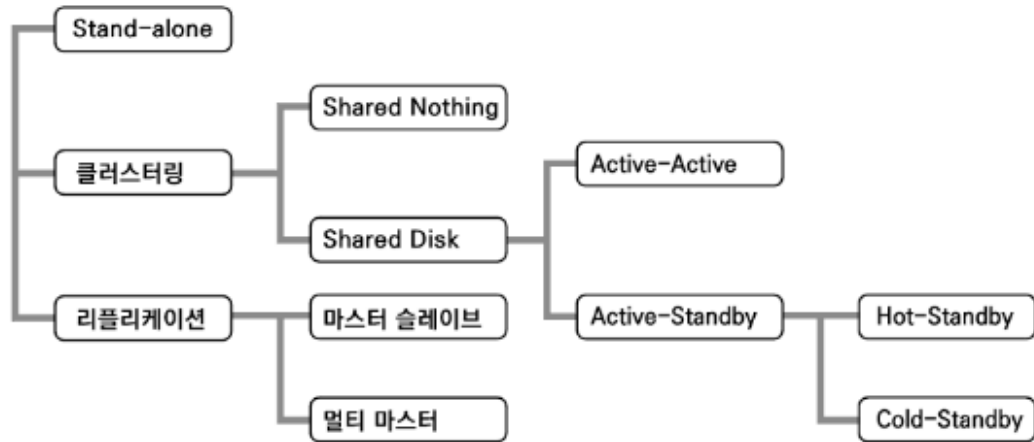 Stand-alone
Shared Nothing
클러스터링
Active-Active
Shared Disk
리플리케이션
마스터 슬레이브
Active-Standby
Hot-Standby
멀티 마스터
Cold-Standby